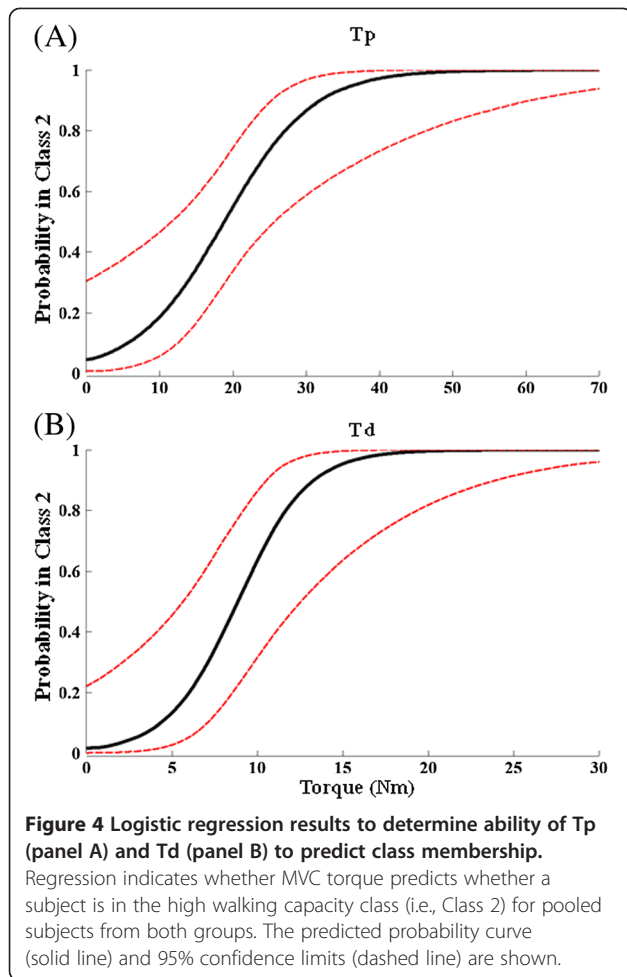 (A)
Tp
Probability in Class 2
1
0.8
0.6
0.4
0.2
0
0 10 20 30 40 50 60 70
(B)
Td
Probability in Class 2
1
0.8
0.6
0.4
0.2
0
0 5 10 15 20 25 30
Torque (Nm)
Figure 4 Logistic regression results to determine ability of Tp
(panel A) and Td (panel B) to predict class membership.
Regression indicates whether MVC torque predicts whether a
subject is in the high walking capacity class (i.e., Class 2) for pooled
subjects from both groups. The predicted probability curve
(solid line) and 95% confidence limits (dashed line) are shown.